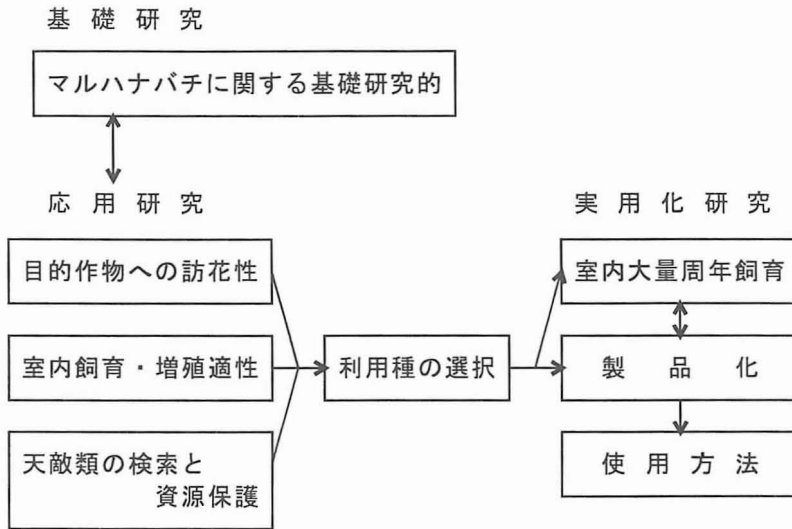 基礎研究
マルハナバチに関する基礎研究的
応用研究
目的作物への訪花性
室内飼育・増殖適性
天敵類の検索と
資源保護
利用種の選択
実用化研究
室内大量周年飼育
製品化
使用方法